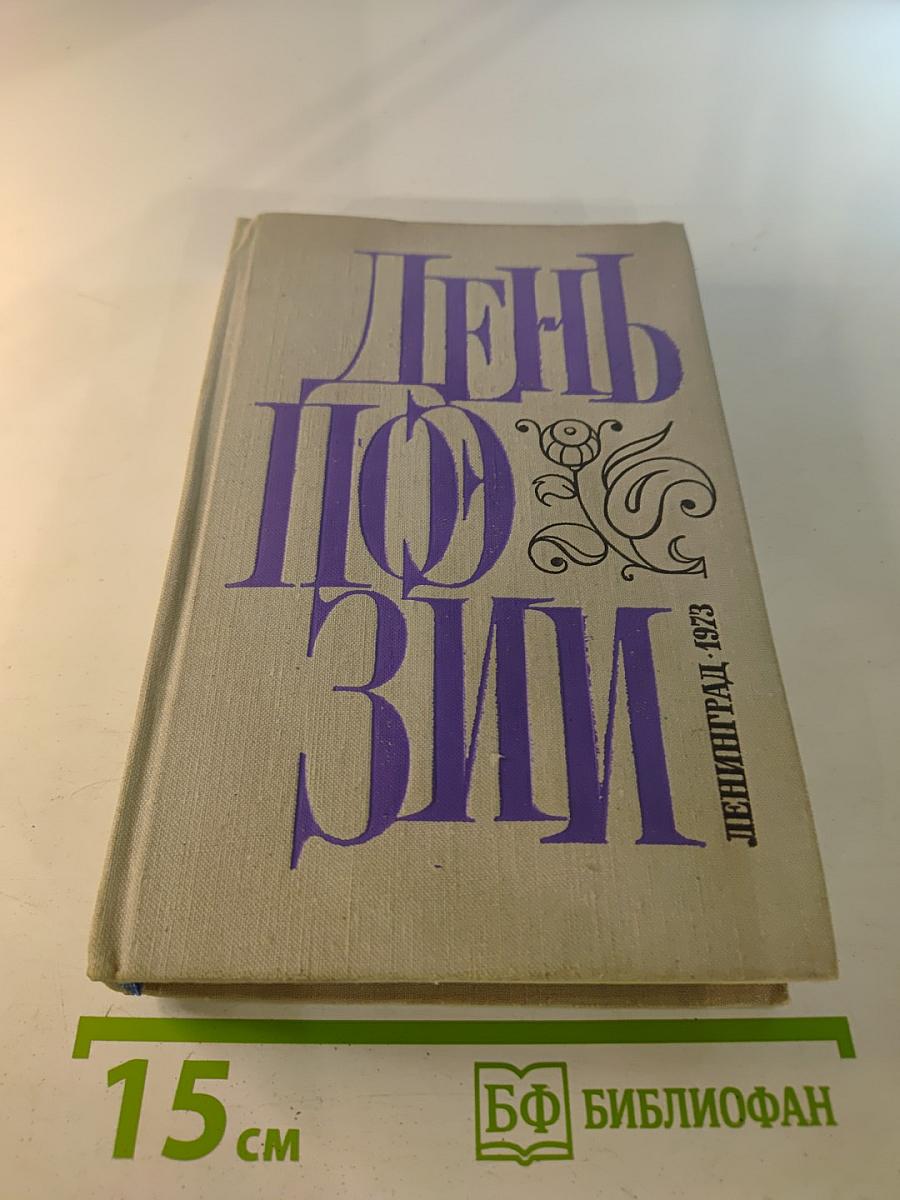 ДЕНЬ
ПОЭ
ЗИИ
ЛЕНИНГРАД · 1973
15 см
БФ БИБЛИОФАН